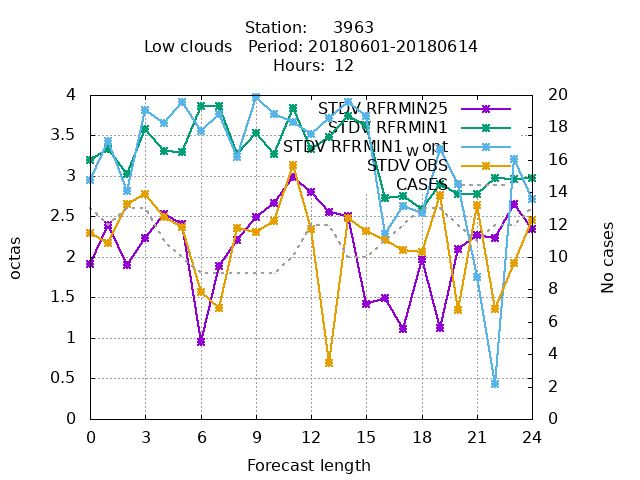 Station: 3963
Low clouds Period: 20180601-20180614
Hours: 12
STDV RFRMIN25
STDV RFRMIN1
STDV RFRMIN1_W opt
STDV OBS
CASES
octas
No cases
4
3.5
3
2.5
2
1.5
1
0.5
0
20
18
16
14
12
10
8
6
4
2
0
0 3 6 9 12 15 18 21 24
Forecast length